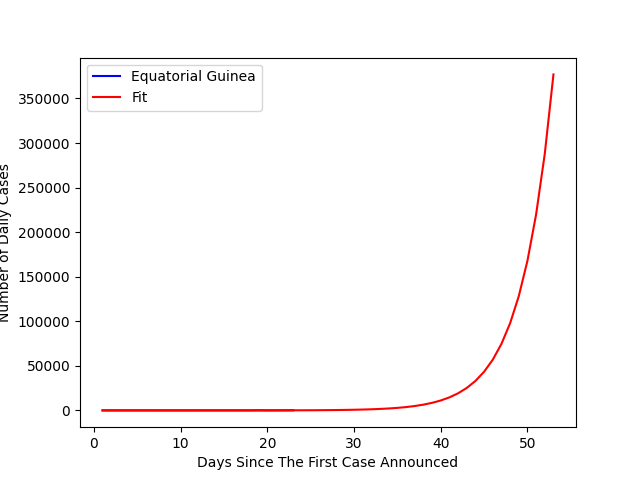 Equatorial Guinea
Fit
350000
300000
250000
200000
150000
100000
50000
0
Number of Daily Cases
0 10 20 30 40 50
Days Since The First Case Announced